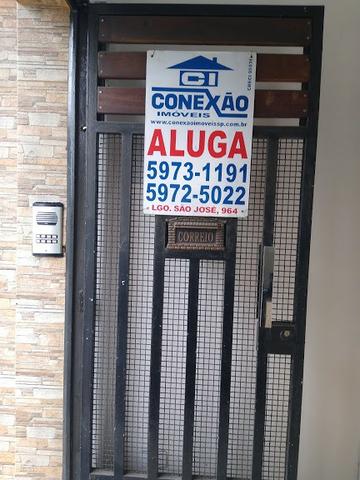 CI
CONEXÃO
IMÓVEIS
www.conexaoimoveissp.com.br
ALUGA
5973-1191
5972-5022
LGO. SÃO JOSÉ, 964
CORREIO